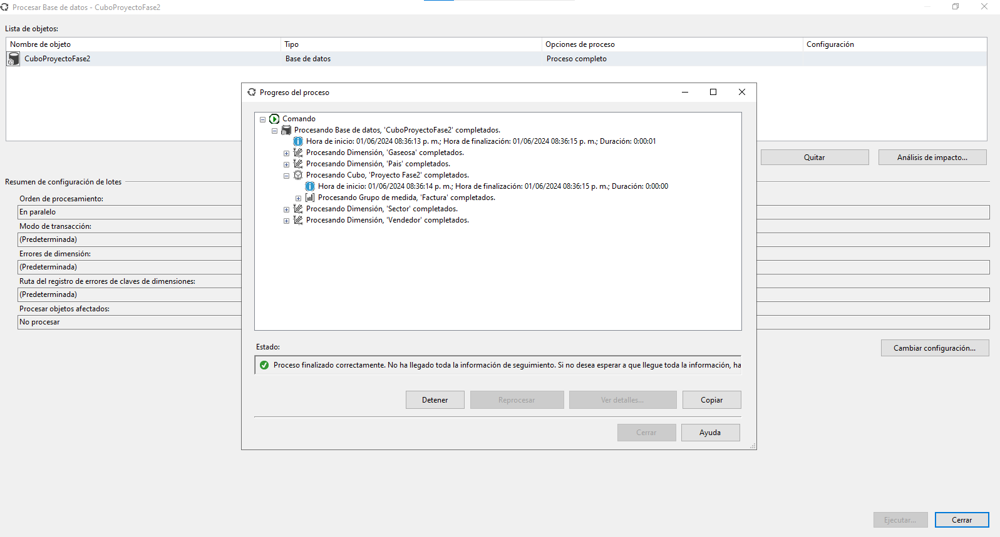 Procesar Base de datos - CuboProyectoFase2
Lista de objetos:
Nombre de objeto Tipo Opciones de proceso Configuración
CuboProyectoFase2 Base de datos Proceso completo
Progreso del proceso
Comando
Procesando Base de datos, 'CuboProyectoFase2' completados.
Hora de inicio: 01/06/2024 08:36:13 p. m.; Hora de finalización: 01/06/2024 08:36:15 p. m.; Duración: 0:00:01
Procesando Dimensión, 'Gaseosa' completados.
Procesando Dimensión, 'Pais' completados.
Procesando Cubo, 'Proyecto Fase2' completados.
Hora de inicio: 01/06/2024 08:36:14 p. m.; Hora de finalización: 01/06/2024 08:36:15 p. m.; Duración: 0:00:00
Procesando Grupo de medida, 'Factura' completados.
Procesando Dimensión, 'Sector' completados.
Procesando Dimensión, 'Vendedor' completados.
Estado:
Proceso finalizado correctamente. No ha llegado toda la información de seguimiento. Si no desea esperar a que llegue toda la información, ha
Detener Reprocesar Ver detalles... Copiar
Cerrar Ayuda
Quitar Análisis de impacto...
Resumen de configuración de lotes
Orden de procesamiento:
En paralelo
Modo de transacción:
(Predeterminada)
Errores de dimensión:
(Predeterminada)
Ruta del registro de errores de claves de dimensiones:
(Predeterminada)
Procesar objetos afectados:
No procesar
Cambiar configuración...
Ejecutar... Cerrar